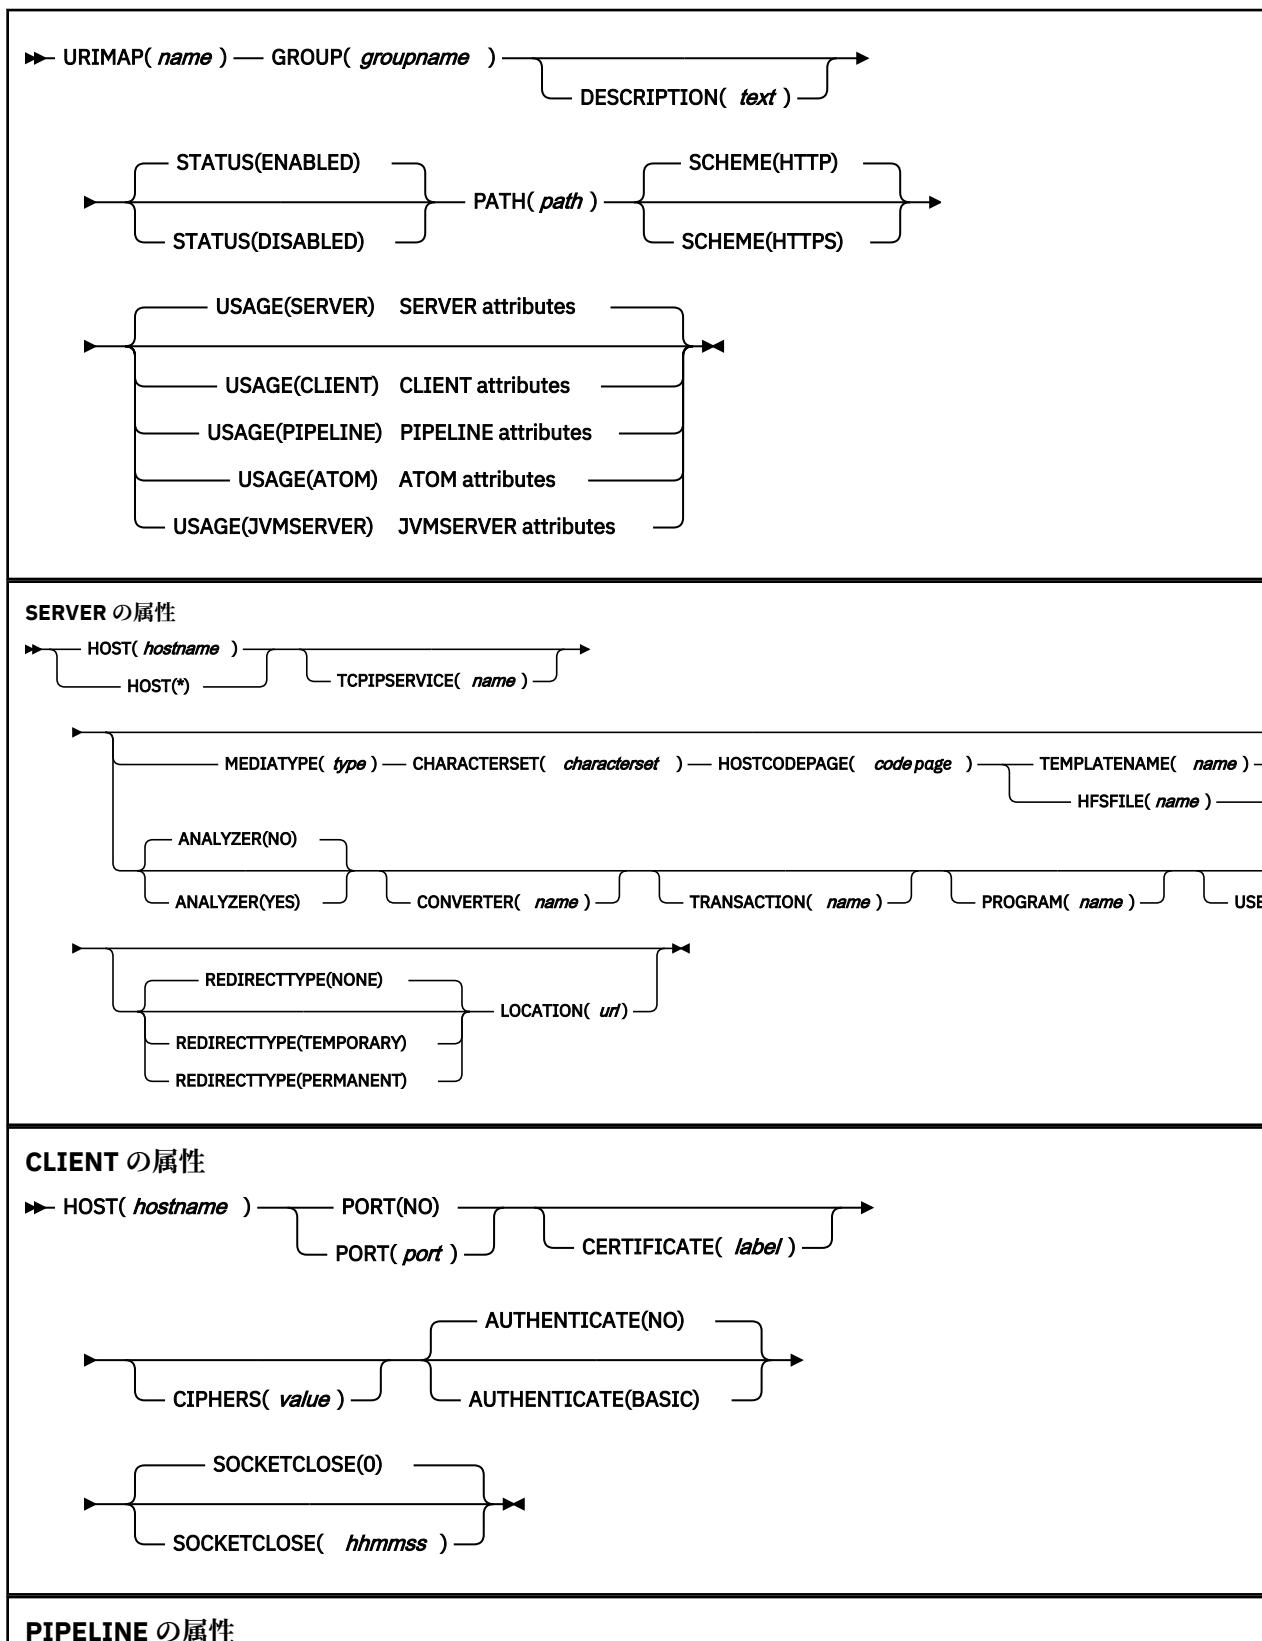 URIMAP( name ) GROUP( groupname )
DESCRIPTION( text )
STATUS(ENABLED) SCHEME(HTTP)
PATH( path )
STATUS(DISABLED) SCHEME(HTTPS)
USAGE(SERVER) SERVER attributes
USAGE(CLIENT) CLIENT attributes
USAGE(PIPELINE) PIPELINE attributes
USAGE(ATOM) ATOM attributes
USAGE(JVMSERVER) JVMSERVER attributes
SERVER の属性
HOST( hostname )
TCPIPSERVICE( name )
HOST(*)
MEDIATYPE( type ) CHARACTERSET( characterset ) HOSTCODEPAGE( codepage ) TEMPLATENAME( name )
HFSFILE( name )
ANALYZER(NO)
ANALYZER(YES) CONVERTER( name ) TRANSACTION( name ) PROGRAM( name ) USE
REDIRECTTYPE(NONE)
LOCATION( url )
REDIRECTTYPE(TEMPORARY)
REDIRECTTYPE(PERMANENT)
CLIENT の属性
HOST( hostname ) PORT(NO)
PORT( port ) CERTIFICATE( label )
AUTHENTICATE(NO)
CIPHERS( value ) AUTHENTICATE(BASIC)
SOCKETCLOSE(0)
SOCKETCLOSE( hhmmss )
PIPELINE の属性